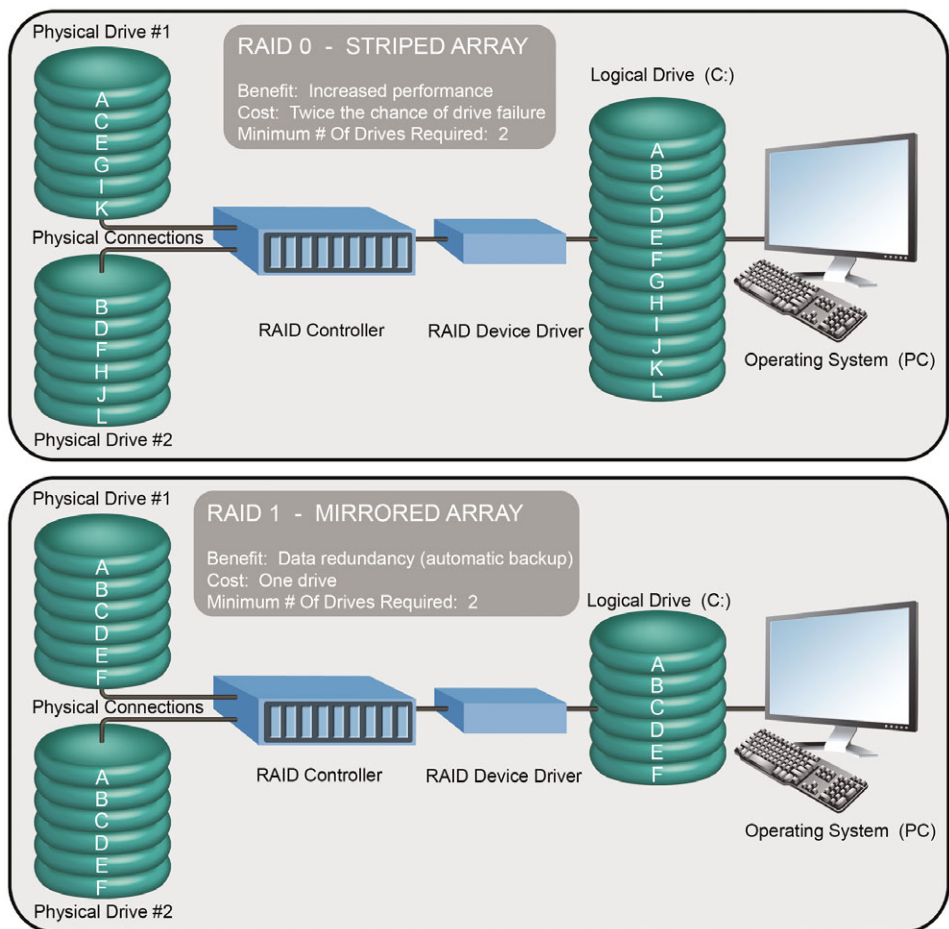 Physical Drive #1
RAID 0 - STRIPED ARRAY
Benefit: Increased performance
Cost: Twice the chance of drive failure
Minimum # Of Drives Required: 2
Logical Drive (C:)
A
C
E
G
I
K
Physical Connections
B
D
F
H
J
L
Physical Drive #2
RAID Controller
RAID Device Driver
A
B
C
D
E
F
G
H
I
J
K
L
Operating System (PC)
Physical Drive #1
RAID 1 - MIRRORED ARRAY
Benefit: Data redundancy (automatic backup)
Cost: One drive
Minimum # Of Drives Required: 2
Logical Drive (C:)
A
B
C
D
E
F
Physical Connections
A
B
C
D
E
F
Physical Drive #2
RAID Controller
RAID Device Driver
A
B
C
D
E
F
Operating System (PC)